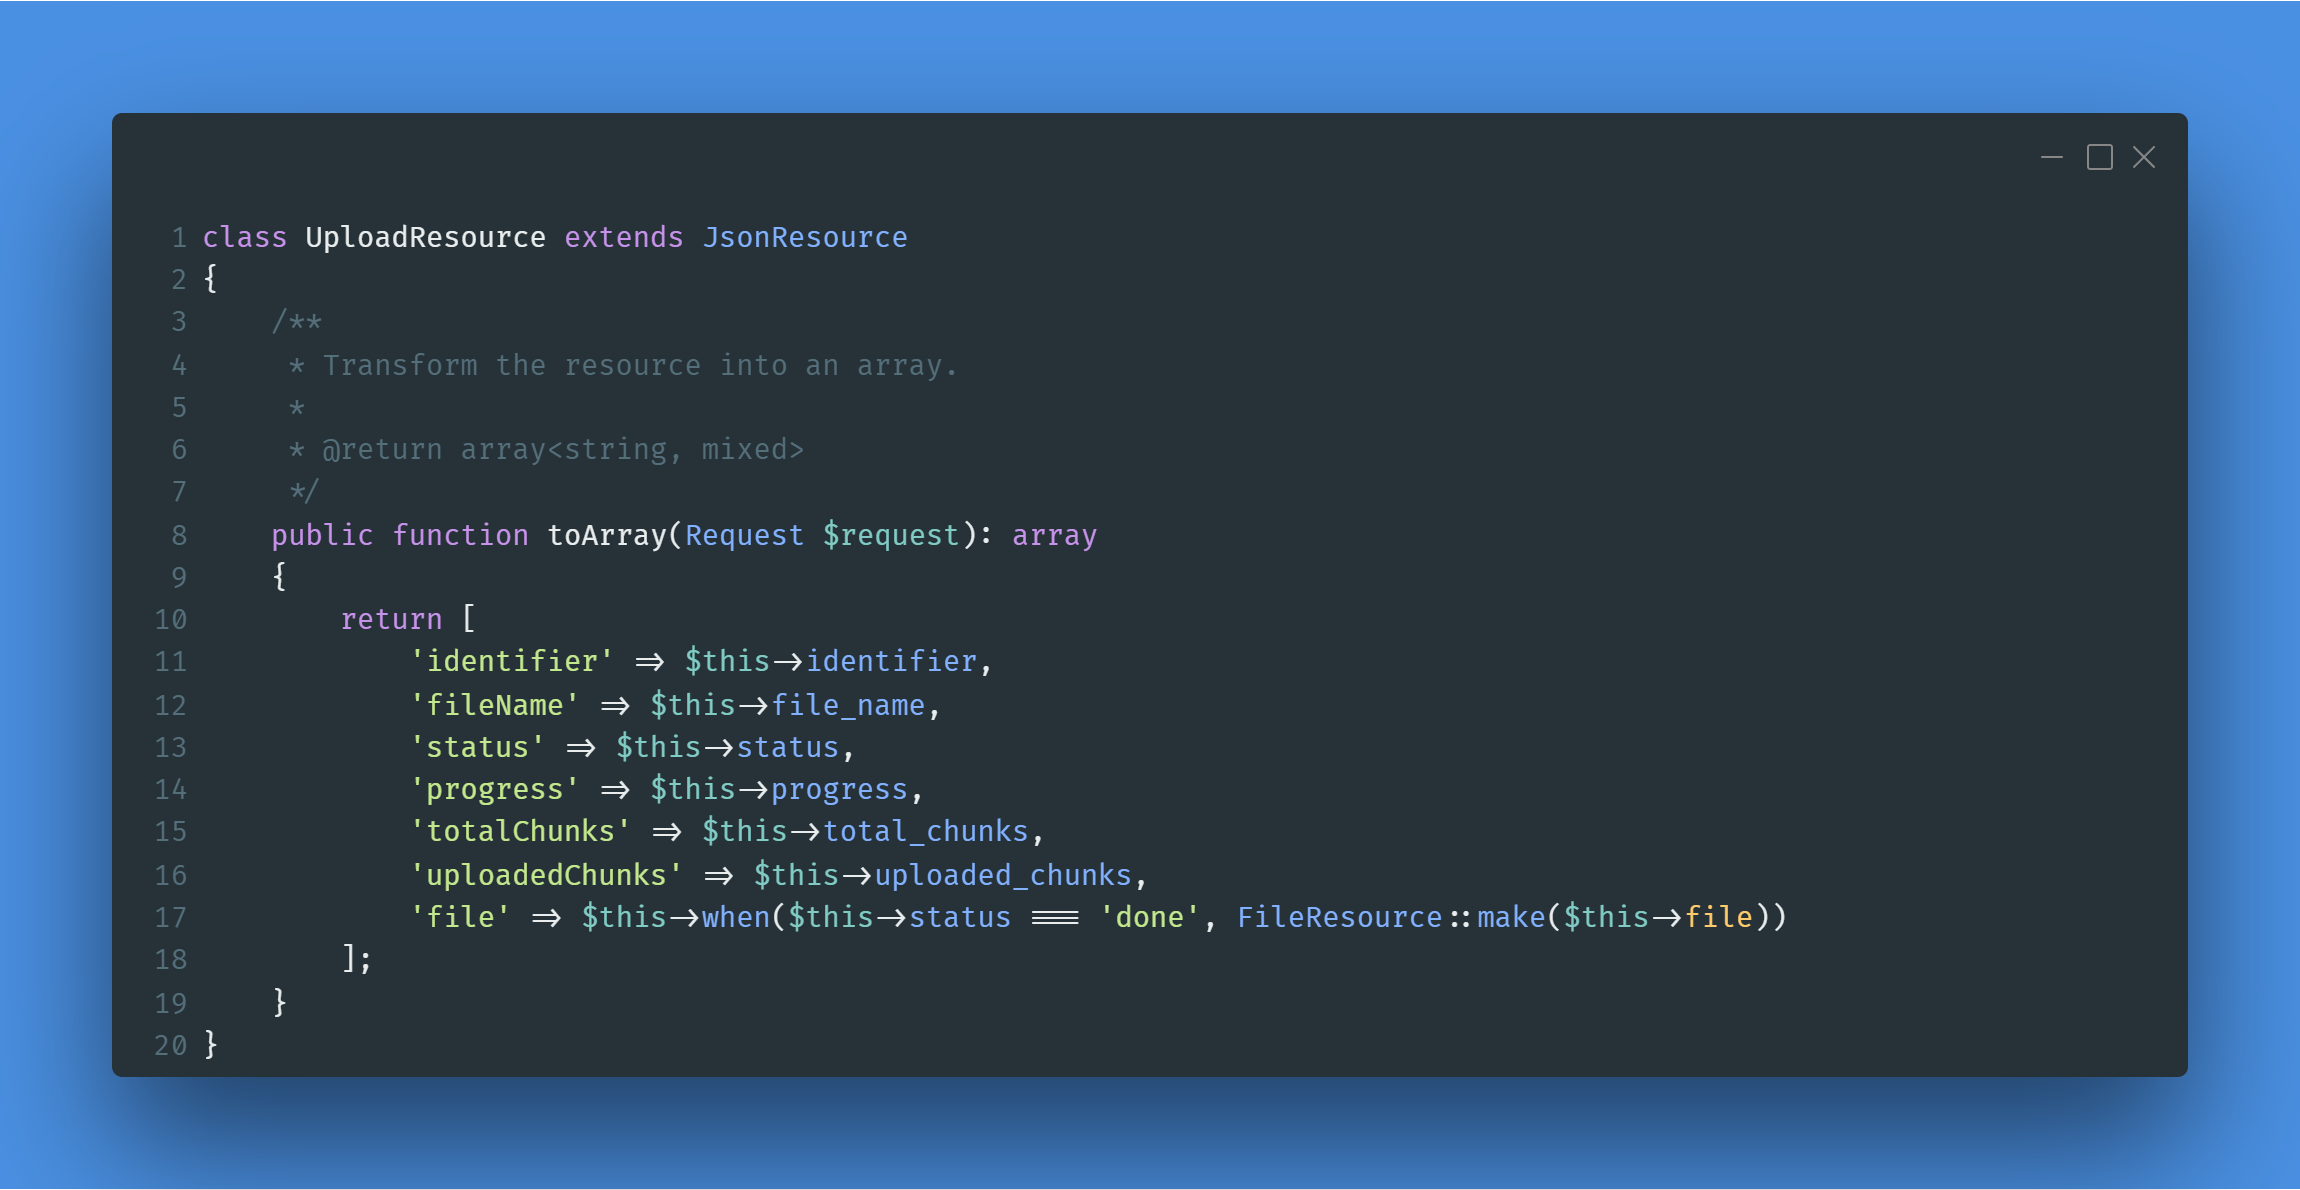 1 class UploadResource extends JsonResource
2 {
3     /**
4      * Transform the resource into an array.
5      *
6      * @return array<string, mixed>
7      */
8     public function toArray(Request $request): array
9     {
10         return [
11             'identifier' => $this->identifier,
12             'fileName' => $this->file_name,
13             'status' => $this->status,
14             'progress' => $this->progress,
15             'totalChunks' => $this->total_chunks,
16             'uploadedChunks' => $this->uploaded_chunks,
17             'file' => $this->when($this->status === 'done', FileResource::make($this->file))
18         ];
19     }
20 }